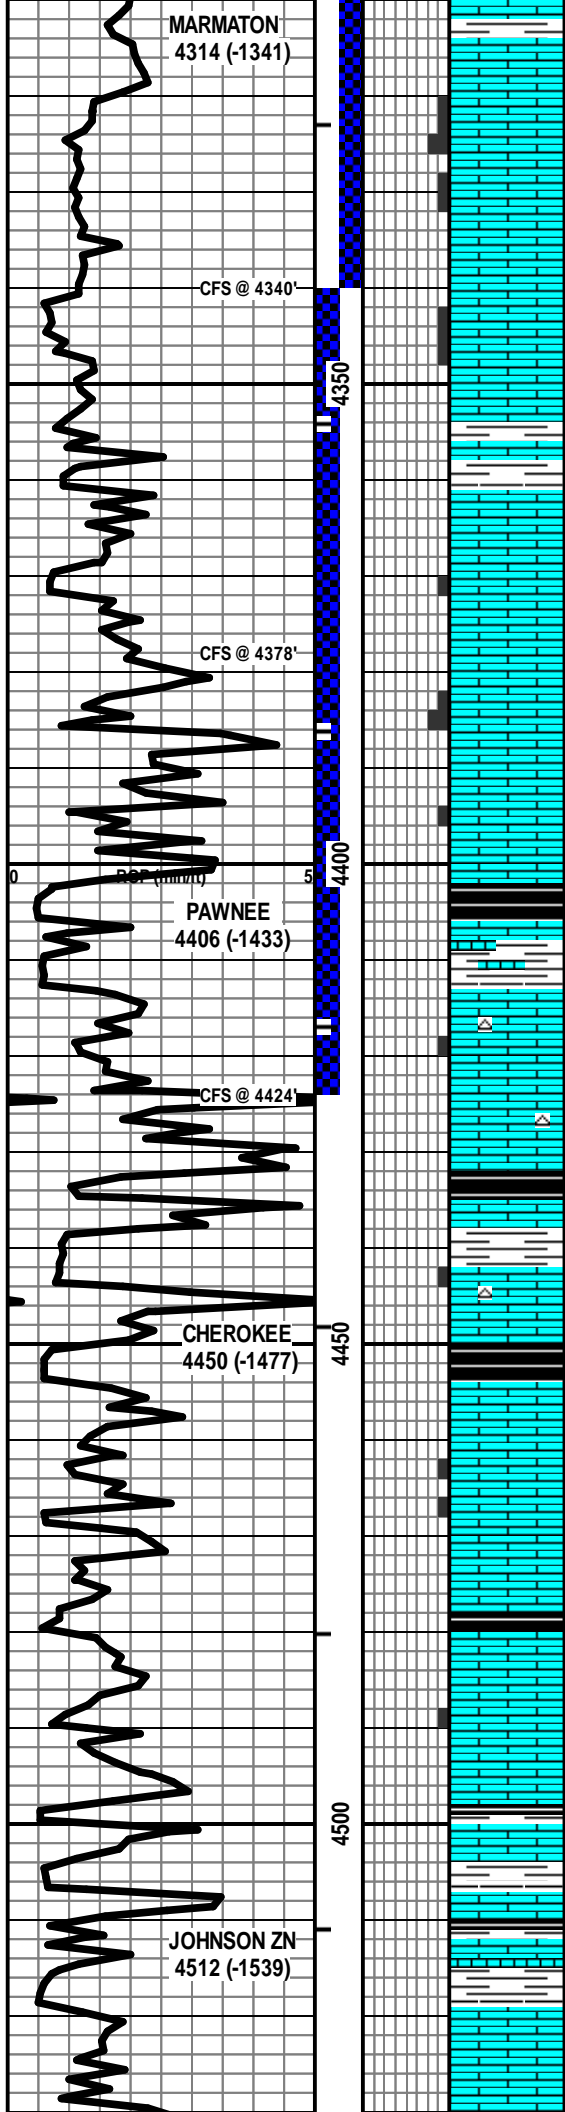 MARMATON
4314 (-1341)
CFS @ 4340'
4350
CFS @ 4378'
4400
0 ROP (min/ft) 5
PAWNEE
4406 (-1433)
CFS @ 4424'
CHEROKEE
4450 (-1477)
4450
4500
JOHNSON ZN
4512 (-1539)